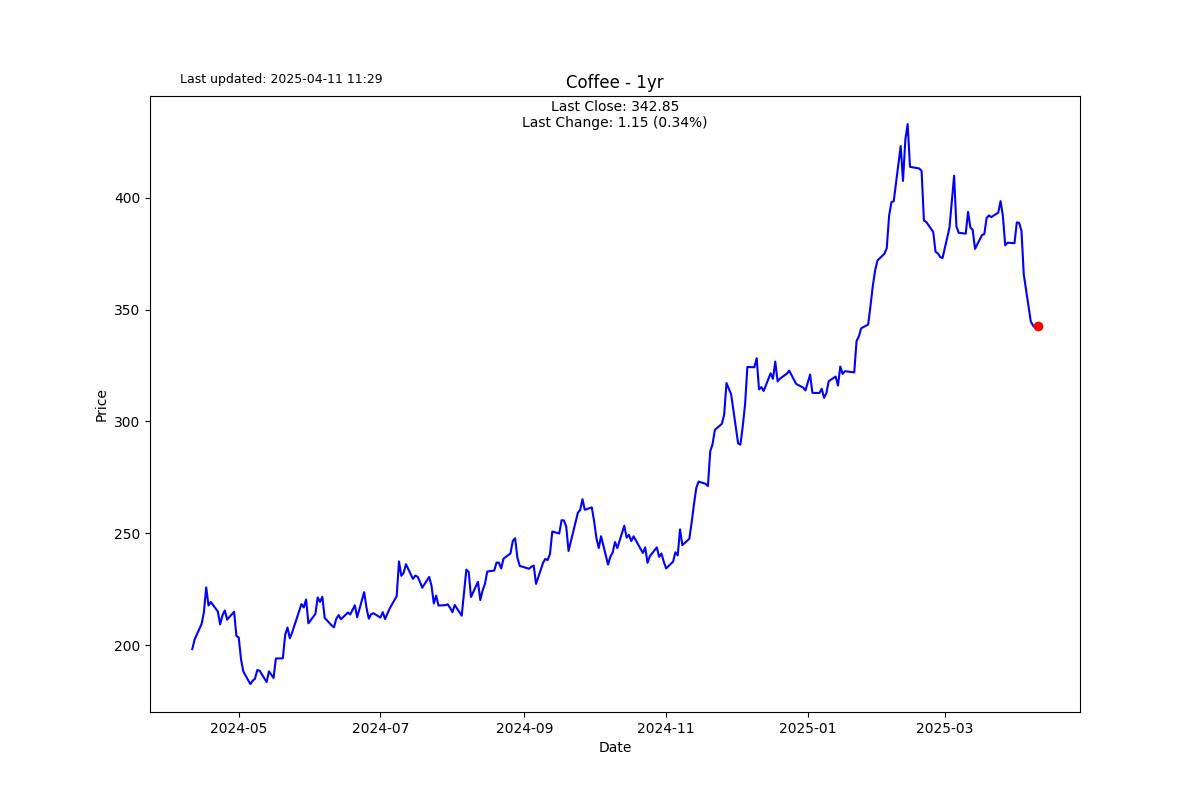 Last updated: 2025-04-11 11:29
Coffee - 1yr
Last Close: 342.85
Last Change: 1.15 (0.34%)
Price
400
350
300
250
200
2024-05
2024-07
2024-09
2024-11
2025-01
2025-03
Date